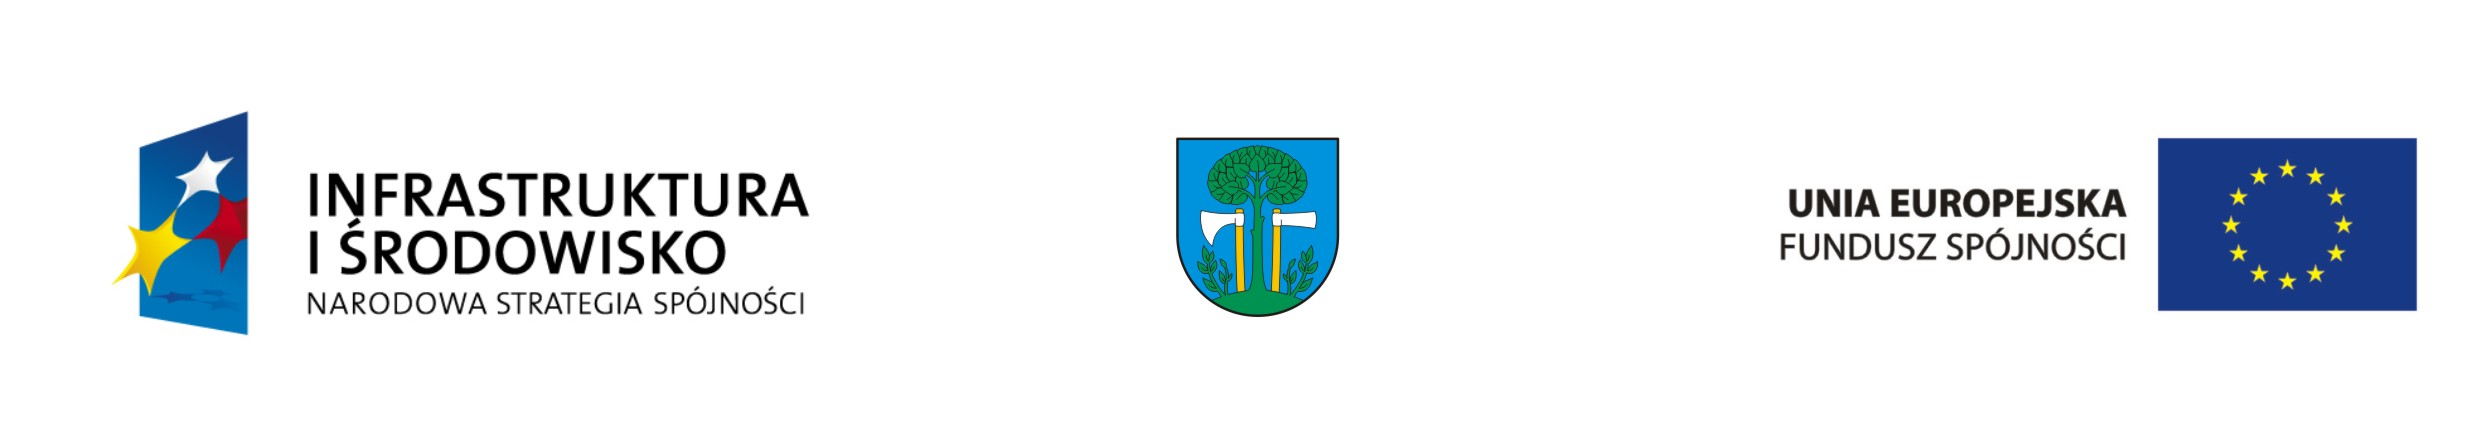 INFRASTRUKTURA
I ŚRODOWISKO
NARODOWA STRATEGIA SPÓJNOŚCI
UNIA EUROPEJSKA
FUNDUSZ SPÓJNOŚCI